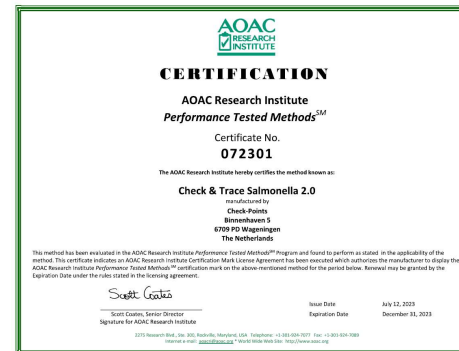 AOAC
RESEARCH
INSTITUTE
CERTIFICATION
AOAC Research Institute
Performance Tested Methods℠
Certificate No.
072301
The AOAC Research Institute hereby certifies the method known as:
Check & Trace Salmonella 2.0
manufactured by
Check-Points
Binnenhaven 5
6709 PD Wageningen
The Netherlands
This method has been evaluated in the AOAC Research Institute Performance Tested Methods℠ Program and found to perform as stated in the applicability of the
method. This certificate indicates an AOAC Research Institute Certification Mark License Agreement has been executed which authorizes the manufacturer to display the
AOAC Research Institute Performance Tested Methods℠ certification mark on the above-mentioned method for the period below. Renewal may be granted by the
Expiration Date under the rules stated in the licensing agreement.
Scott Coates
Issue Date July 12, 2023
Scott Coates, Senior Director Expiration Date December 31, 2023
Signature for AOAC Research Institute
2275 Research Blvd., Ste. 300, Rockville, Maryland, USA Telephone: +1-301-924-7077 Fax: +1-301-924-7089
Internet e-mail: aoacri@aoac.org * World Wide Web Site: http://www.aoac.org